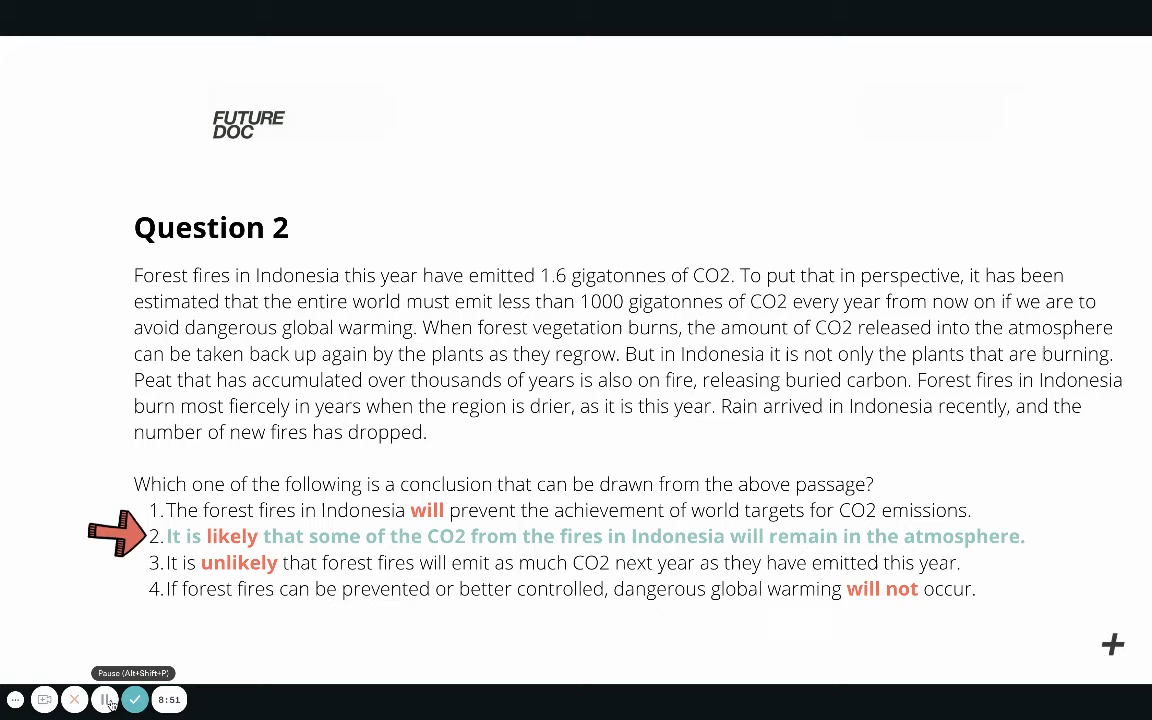 FUTURE
DOC
Question 2
Forest fires in Indonesia this year have emitted 1.6 gigatonnes of CO2. To put that in perspective, it has been
estimated that the entire world must emit less than 1000 gigatonnes of CO2 every year from now on if we are to
avoid dangerous global warming. When forest vegetation burns, the amount of CO2 released into the atmosphere
can be taken back up again by the plants as they regrow. But in Indonesia it is not only the plants that are burning.
Peat that has accumulated over thousands of years is also on fire, releasing buried carbon. Forest fires in Indonesia
burn most fiercely in years when the region is drier, as it is this year. Rain arrived in Indonesia recently, and the
number of new fires has dropped.
Which one of the following is a conclusion that can be drawn from the above passage?
1. The forest fires in Indonesia will prevent the achievement of world targets for CO2 emissions.
2. It is likely that some of the CO2 from the fires in Indonesia will remain in the atmosphere.
3. It is unlikely that forest fires will emit as much CO2 next year as they have emitted this year.
4. If forest fires can be prevented or better controlled, dangerous global warming will not occur.
Pause (Alt+Shift+P)
8:51